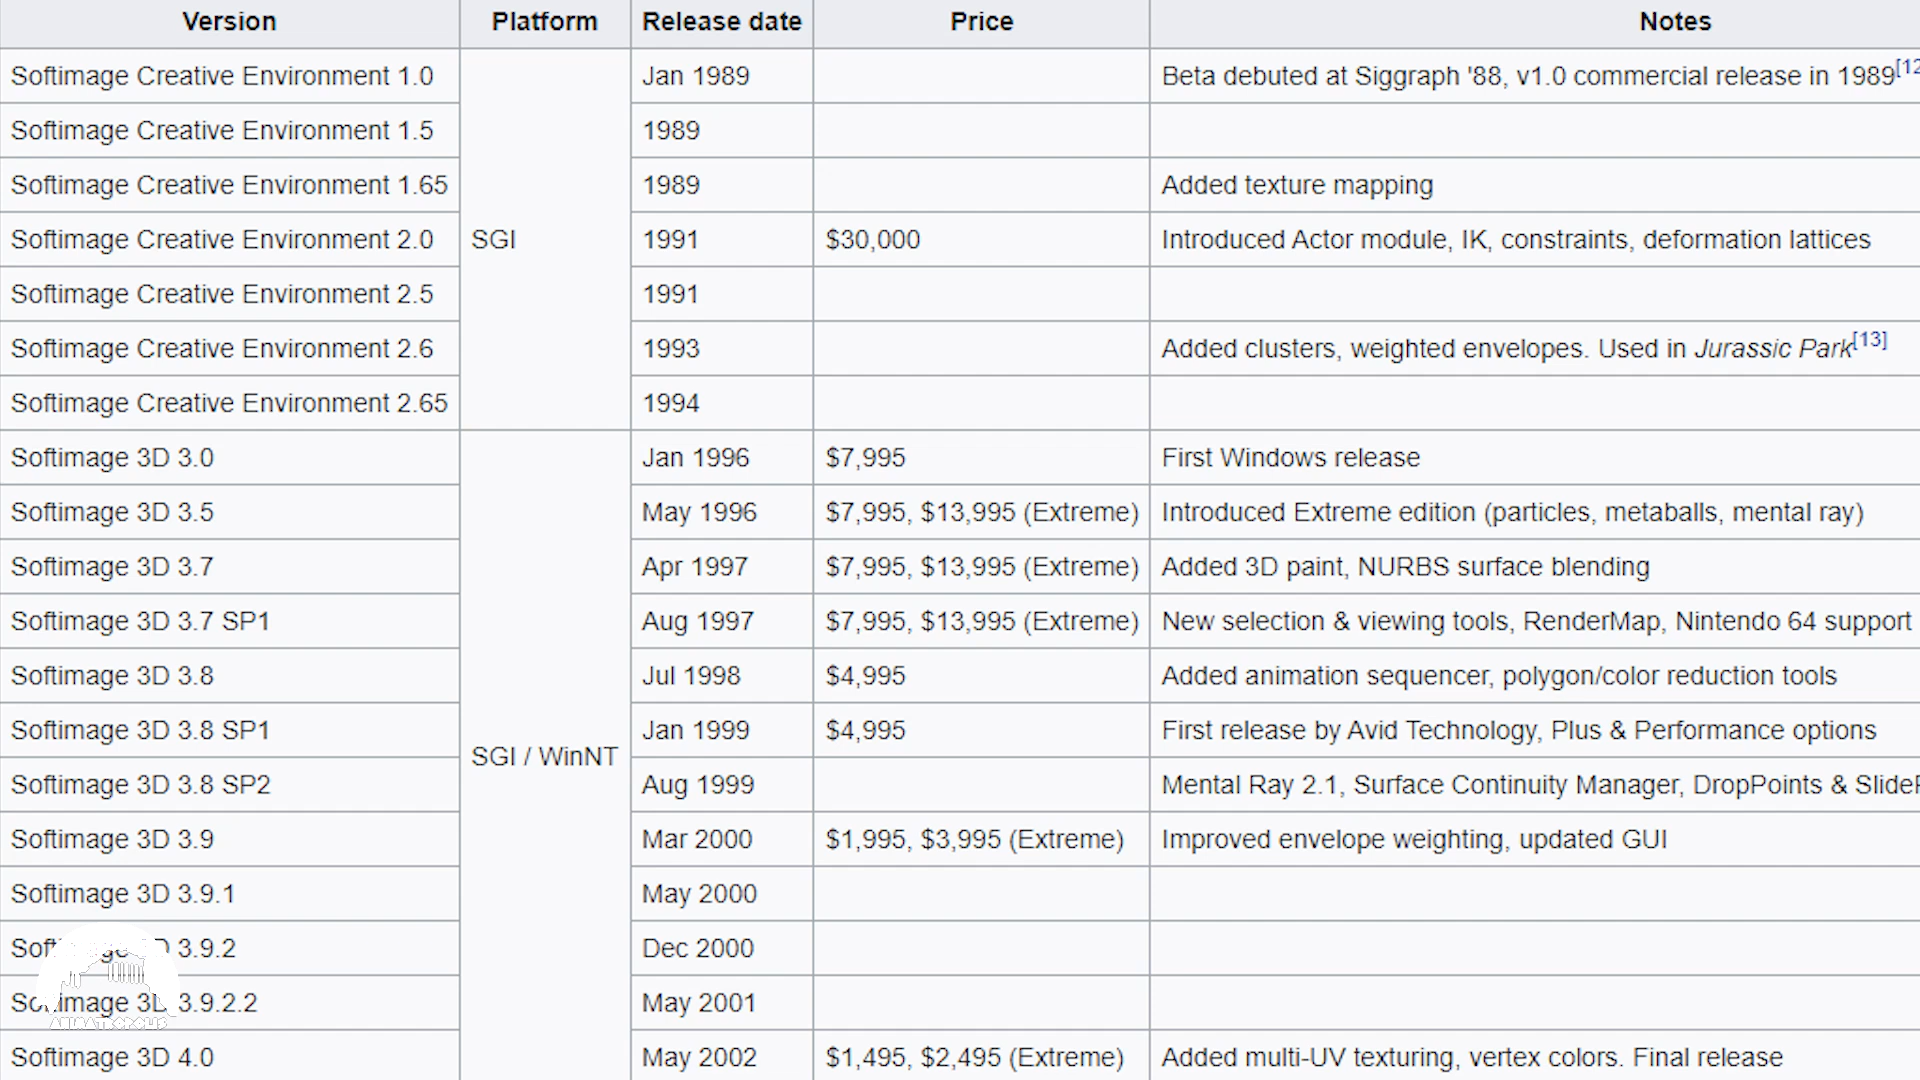 Version Platform Release date Price Notes
Softimage Creative Environment 1.0 Jan 1989 Beta debuted at Siggraph '88, v1.0 commercial release in 1989[12
Softimage Creative Environment 1.5 1989
Softimage Creative Environment 1.65 1989 Added texture mapping
Softimage Creative Environment 2.0 SGI 1991 $30,000 Introduced Actor module, IK, constraints, deformation lattices
Softimage Creative Environment 2.5 1991
Softimage Creative Environment 2.6 1993 Added clusters, weighted envelopes. Used in Jurassic Park[13]
Softimage Creative Environment 2.65 1994
Softimage 3D 3.0 Jan 1996 $7,995 First Windows release
Softimage 3D 3.5 May 1996 $7,995, $13,995 (Extreme) Introduced Extreme edition (particles, metaballs, mental ray)
Softimage 3D 3.7 Apr 1997 $7,995, $13,995 (Extreme) Added 3D paint, NURBS surface blending
Softimage 3D 3.7 SP1 Aug 1997 $7,995, $13,995 (Extreme) New selection & viewing tools, RenderMap, Nintendo 64 support
Softimage 3D 3.8 Jul 1998 $4,995 Added animation sequencer, polygon/color reduction tools
Softimage 3D 3.8 SP1 Jan 1999 $4,995 First release by Avid Technology, Plus & Performance options
SGI / WinNT
Softimage 3D 3.8 SP2 Aug 1999 Mental Ray 2.1, Surface Continuity Manager, DropPoints &
Softimage 3D 3.9 Mar 2000 $1,995, $3,995 (Extreme) Improved envelope weighting, updated GUI
Softimage 3D 3.9.1 May 2000
3.9.2 Dec 2000
Softimage 3D 3.9.2.2 May 2001
ANIMATROPOLIS
Softimage 3D 4.0 May 2002 $1,495, $2,495 (Extreme) Added multi-UV texturing, vertex colors. Final release